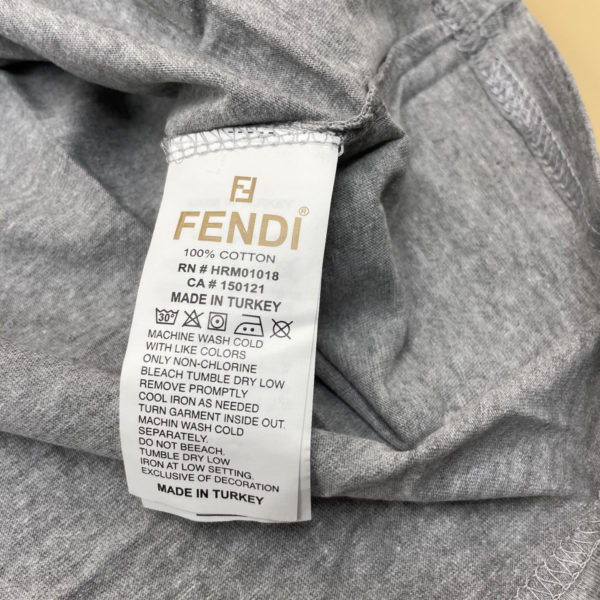 FENDI®
100% COTTON
RN # HRM01018
CA # 150121
MADE IN TURKEY
30°
MACHINE WASH COLD
WITH LIKE COLORS
ONLY NON-CHLORINE
BLEACH TUMBLE DRY LOW
REMOVE PROMPTLY
COOL IRON AS NEEDED
TURN GARMENT INSIDE OUT.
MACHIN WASH COLD
SEPARATELY.
DO NOT BEEACH.
TUMBLE DRY LOW
IRON AT LOW SETTING.
EXCLUSIVE OF DECORATION
MADE IN TURKEY